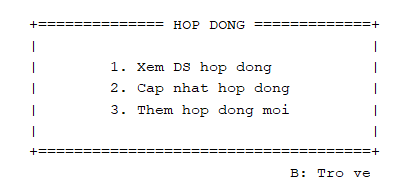 +============== HOP DONG =============+
|                                     |
|        1. Xem DS hop dong           |
|        2. Cap nhat hop dong         |
|        3. Them hop dong moi         |
|                                     |
+=====================================+
B: Tro ve